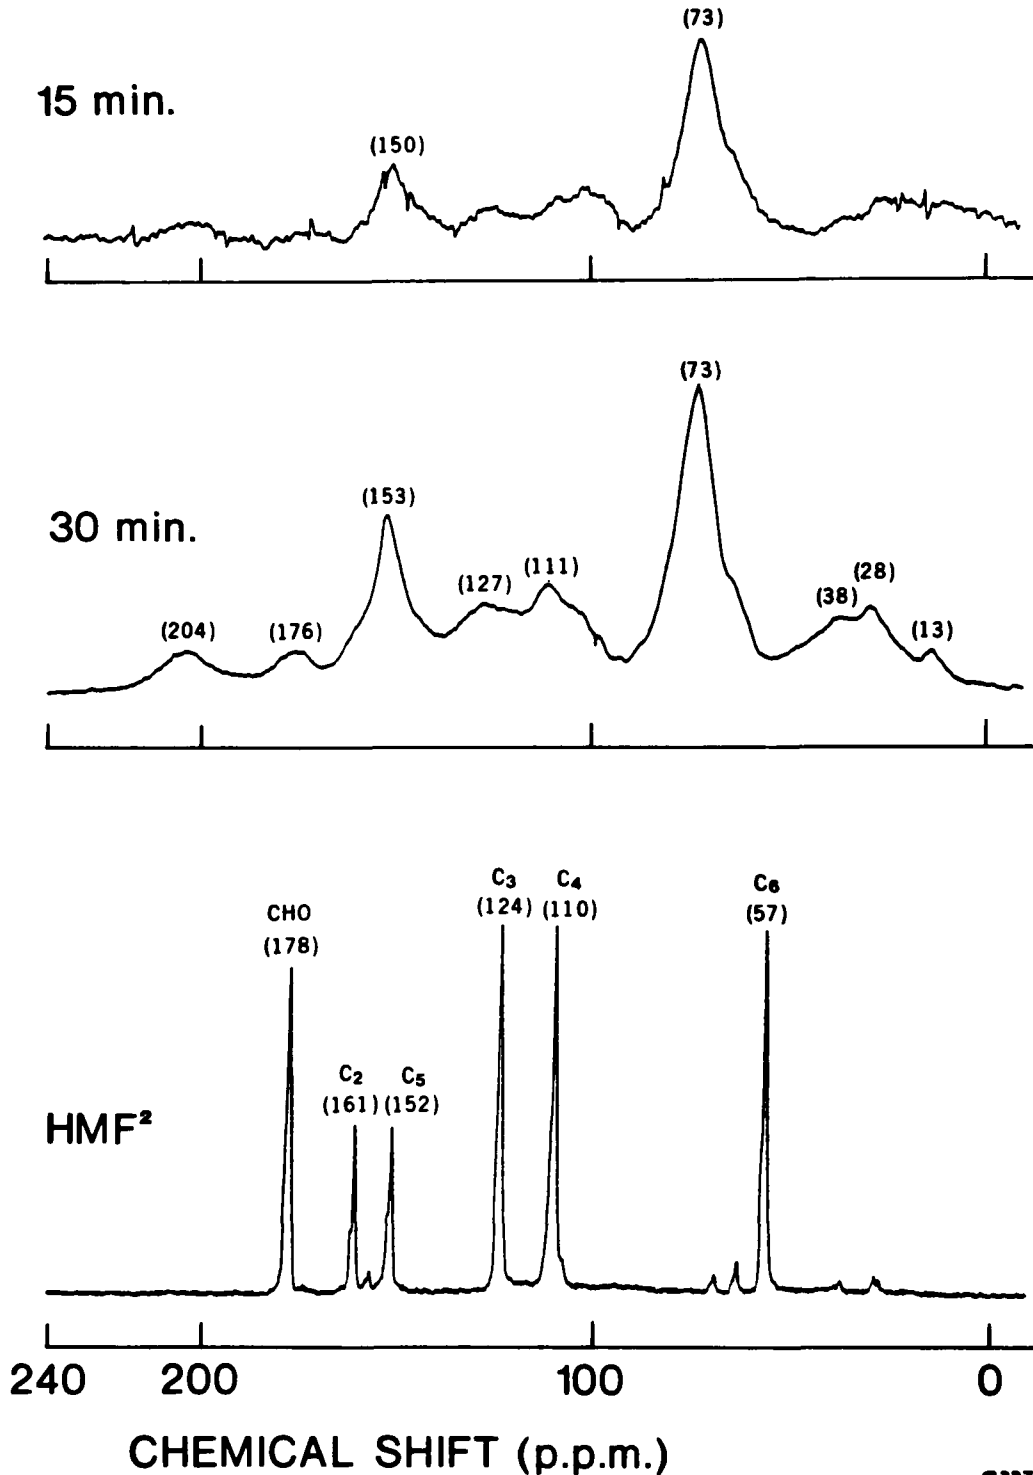 (73)
15 min.
(150)
(73)
(153)
30 min.
(127)
(111)
(28)
(38)
(13)
(204)
(176)
C3
C4
C6
CHO
(124)
(110)
(57)
(178)
C2
C5
(161)
(152)
HMF²
240
200
100
0
CHEMICAL SHIFT (p.p.m.)